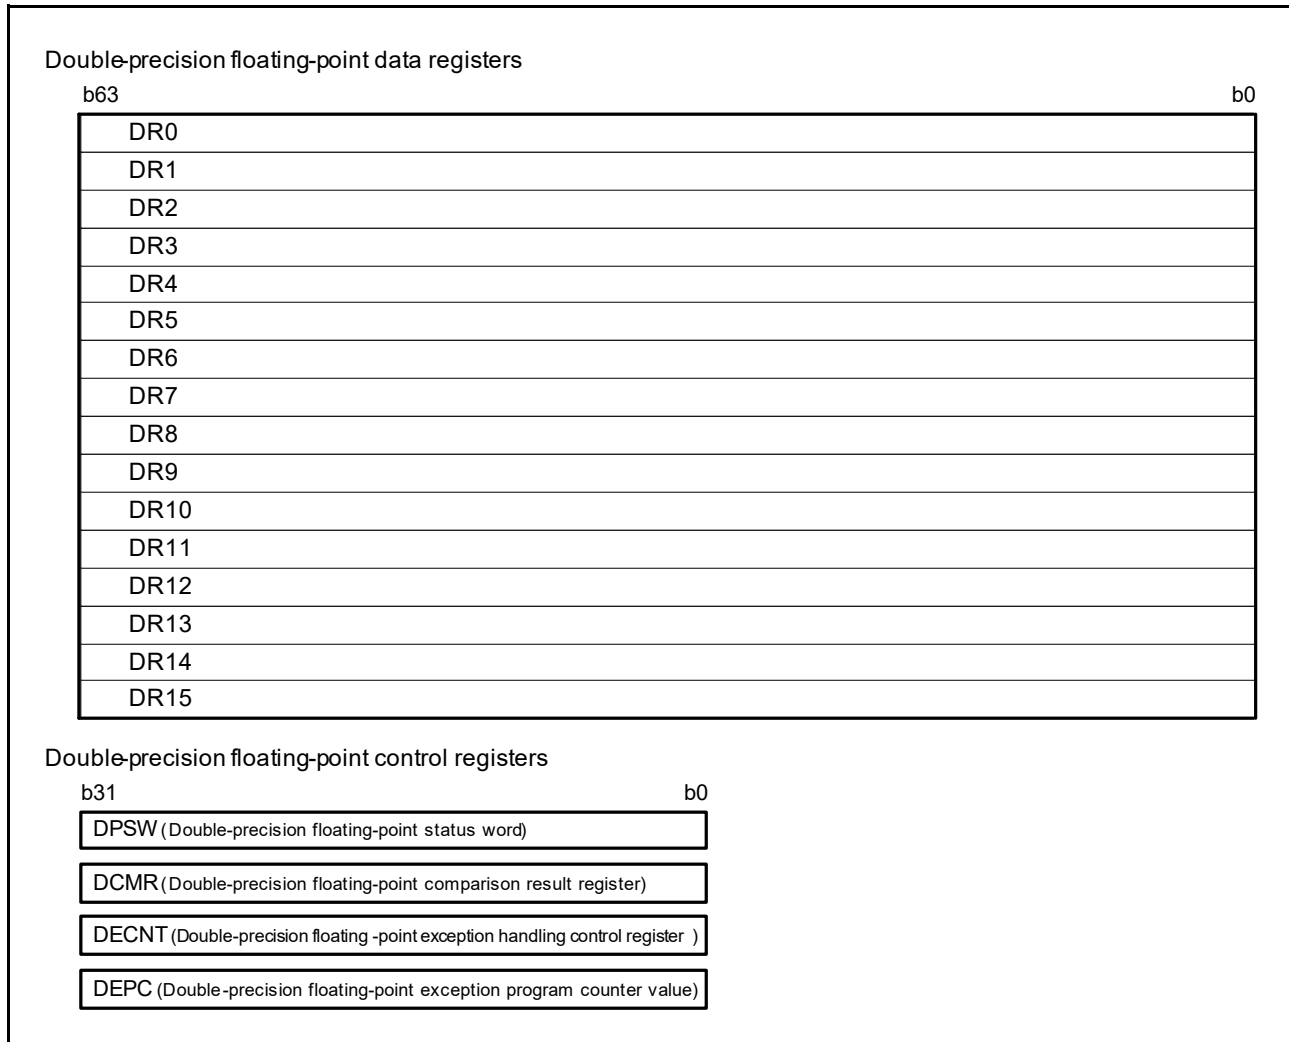 Double-precision floating-point data registers
b63 b0
DR0
DR1
DR2
DR3
DR4
DR5
DR6
DR7
DR8
DR9
DR10
DR11
DR12
DR13
DR14
DR15
Double-precision floating-point control registers
b31 b0
DPSW (Double-precision floating-point status word)
DCMR (Double-precision floating-point comparison result register)
DECNT (Double-precision floating -point exception handling control register )
DEPC (Double-precision floating-point exception program counter value)